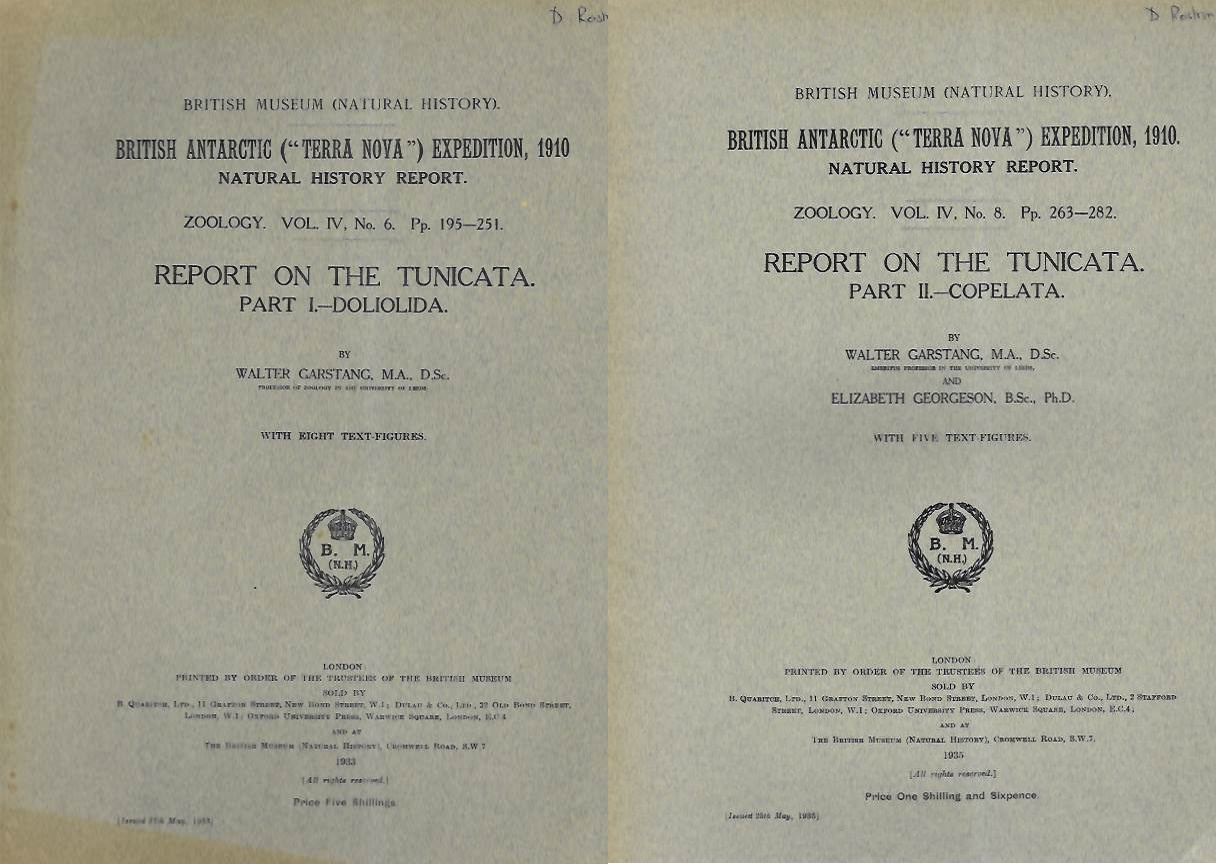 D Rash
BRITISH MUSEUM (NATURAL HISTORY).
BRITISH ANTARCTIC (“TERRA NOVA”) EXPEDITION, 1910
NATURAL HISTORY REPORT.
ZOOLOGY. VOL. IV, No. 6. Pp. 195—251.
REPORT ON THE TUNICATA.
PART I.—DOLIOLIDA.
BY
WALTER GARSTANG, M.A., D.Sc.
PROFESSOR OF ZOOLOGY IN THE UNIVERSITY OF LEEDS
WITH EIGHT TEXT-FIGURES.
B. M.
(N.H.)
LONDON
PRINTED BY ORDER OF THE TRUSTEES OF THE BRITISH MUSEUM
SOLD BY
B. QUARITCH, LTD., 11 GRAFTON STREET, NEW BOND STREET, W.1; DULAU & CO., LTD., 32 OLD BOND STREET,
LONDON, W.1; OXFORD UNIVERSITY PRESS, WARWICK SQUARE, LONDON, E.C.4
AND AT
THE BRITISH MUSEUM (NATURAL HISTORY), CROMWELL ROAD, S.W.7
1933
[All rights reserved.]
Price Five Shillings
[Issued May, 1933]
D
BRITISH MUSEUM (NATURAL HISTORY).
BRITISH ANTARCTIC (“TERRA NOVA”) EXPEDITION, 1910.
NATURAL HISTORY REPORT.
ZOOLOGY. VOL. IV, No. 8. Pp. 263—282.
REPORT ON THE TUNICATA.
PART II.—COPELATA.
BY
WALTER GARSTANG, M.A., D.Sc.
EMERITUS PROFESSOR IN THE UNIVERSITY OF LEEDS,
AND
ELIZABETH GEORGESON, B.Sc., Ph.D.
WITH FIVE TEXT-FIGURES.
B. M.
(N.H.)
LONDON
PRINTED BY ORDER OF THE TRUSTEES OF THE BRITISH MUSEUM
SOLD BY
B. QUARITCH, LTD., 11 GRAFTON STREET, NEW BOND STREET, LONDON, W.1; DULAU & CO., LTD., 2 STAFFORD
STREET, LONDON, W.1; OXFORD UNIVERSITY PRESS, WARWICK SQUARE, LONDON, E.C.4;
AND AT
THE BRITISH MUSEUM (NATURAL HISTORY), CROMWELL ROAD, S.W.7.
1935
[All rights reserved.]
Price One Shilling and Sixpence
[Issued 25th May, 1935]